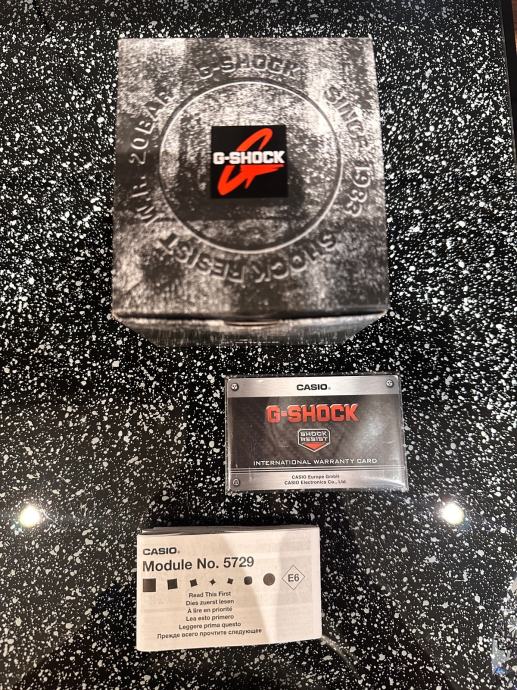 G-SHOCK
SINCE 1983
SHOCK RESIST
W.R. 20BAR
G-SHOCK
CASIO®
G-SHOCK
SHOCK
RESIST
INTERNATIONAL WARRANTY CARD
CASIO Europe GmbH
CASIO Electronics Co., Ltd.
CASIO®
Module No. 5729
E6
Read This First
Dies zuerst lesen
À lire en priorité
Lea esto primero
Leggere prima questo
Прежде всего прочтите следующее